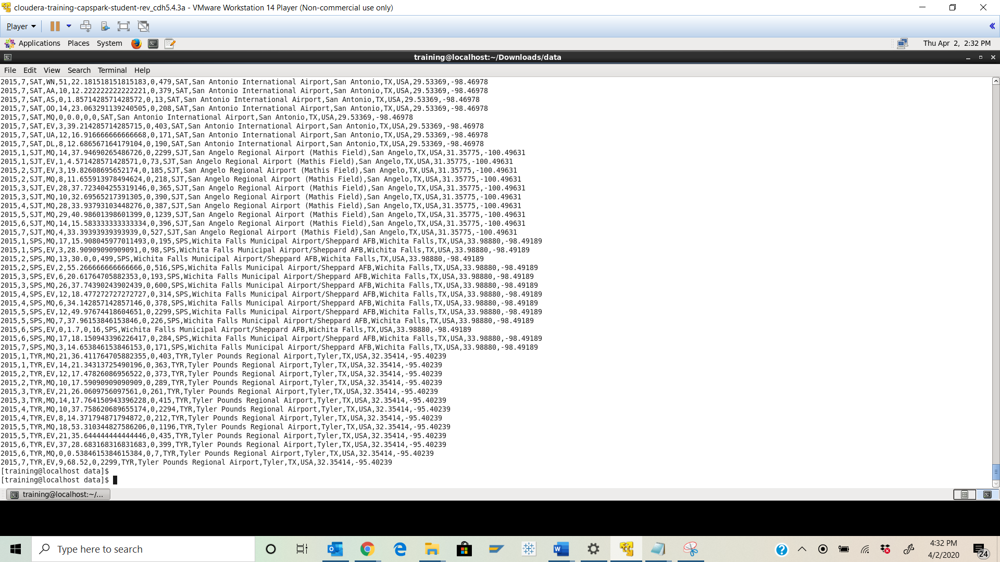 cloudera-training-capspark-student-rev_cdh5.4.3a - VMware Workstation 14 Player (Non-commercial use only)
Player
Applications Places System Thu Apr 2, 2:32 PM
training@localhost:~/Downloads/data
File Edit View Search Terminal Help
2015,7,SAT,WN,51,22.181518151815183,0,479,SAT,San Antonio International Airport,San Antonio,TX,USA,29.53369,-98.46978
2015,7,SAT,AA,10,12.222222222222221,0,379,SAT,San Antonio International Airport,San Antonio,TX,USA,29.53369,-98.46978
2015,7,SAT,AS,0,1.8571428571428572,0,13,SAT,San Antonio International Airport,San Antonio,TX,USA,29.53369,-98.46978
2015,7,SAT,OO,14,23.063291139240505,0,208,SAT,San Antonio International Airport,San Antonio,TX,USA,29.53369,-98.46978
2015,7,SAT,MQ,0,0.0,0,0,SAT,San Antonio International Airport,San Antonio,TX,USA,29.53369,-98.46978
2015,7,SAT,EV,3,39.214285714285715,0,403,SAT,San Antonio International Airport,San Antonio,TX,USA,29.53369,-98.46978
2015,7,SAT,UA,12,16.916666666666668,0,171,SAT,San Antonio International Airport,San Antonio,TX,USA,29.53369,-98.46978
2015,7,SAT,DL,8,12.686567164179104,0,190,SAT,San Antonio International Airport,San Antonio,TX,USA,29.53369,-98.46978
2015,1,SJT,MQ,14,37.94690265486726,0,2299,SJT,San Angelo Regional Airport (Mathis Field),San Angelo,TX,USA,31.35775,-100.49631
2015,1,SJT,EV,1,4.571428571428571,0,73,SJT,San Angelo Regional Airport (Mathis Field),San Angelo,TX,USA,31.35775,-100.49631
2015,2,SJT,EV,3,19.82608695652174,0,185,SJT,San Angelo Regional Airport (Mathis Field),San Angelo,TX,USA,31.35775,-100.49631
2015,2,SJT,MQ,8,11.655913978494624,0,218,SJT,San Angelo Regional Airport (Mathis Field),San Angelo,TX,USA,31.35775,-100.49631
2015,3,SJT,EV,28,37.723404255319146,0,365,SJT,San Angelo Regional Airport (Mathis Field),San Angelo,TX,USA,31.35775,-100.49631
2015,3,SJT,MQ,10,32.69565217391305,0,390,SJT,San Angelo Regional Airport (Mathis Field),San Angelo,TX,USA,31.35775,-100.49631
2015,4,SJT,MQ,28,33.93793103448276,0,387,SJT,San Angelo Regional Airport (Mathis Field),San Angelo,TX,USA,31.35775,-100.49631
2015,5,SJT,MQ,29,40.98601398601399,0,1239,SJT,San Angelo Regional Airport (Mathis Field),San Angelo,TX,USA,31.35775,-100.49631
2015,6,SJT,MQ,14,15.583333333333334,0,396,SJT,San Angelo Regional Airport (Mathis Field),San Angelo,TX,USA,31.35775,-100.49631
2015,7,SJT,MQ,4,33.39393939393939,0,527,SJT,San Angelo Regional Airport (Mathis Field),San Angelo,TX,USA,31.35775,-100.49631
2015,1,SPS,MQ,17,15.908045977011493,0,195,SPS,Wichita Falls Municipal Airport/Sheppard AFB,Wichita Falls,TX,USA,33.98880,-98.49189
2015,1,SPS,EV,3,28.90909090909091,0,98,SPS,Wichita Falls Municipal Airport/Sheppard AFB,Wichita Falls,TX,USA,33.98880,-98.49189
2015,2,SPS,MQ,13,30.0,0,499,SPS,Wichita Falls Municipal Airport/Sheppard AFB,Wichita Falls,TX,USA,33.98880,-98.49189
2015,2,SPS,EV,2,55.266666666666666,0,516,SPS,Wichita Falls Municipal Airport/Sheppard AFB,Wichita Falls,TX,USA,33.98880,-98.49189
2015,3,SPS,EV,6,20.61764705882353,0,193,SPS,Wichita Falls Municipal Airport/Sheppard AFB,Wichita Falls,TX,USA,33.98880,-98.49189
2015,3,SPS,MQ,26,37.74390243902439,0,600,SPS,Wichita Falls Municipal Airport/Sheppard AFB,Wichita Falls,TX,USA,33.98880,-98.49189
2015,4,SPS,EV,12,18.477272727272727,0,314,SPS,Wichita Falls Municipal Airport/Sheppard AFB,Wichita Falls,TX,USA,33.98880,-98.49189
2015,4,SPS,MQ,6,34.142857142857146,0,378,SPS,Wichita Falls Municipal Airport/Sheppard AFB,Wichita Falls,TX,USA,33.98880,-98.49189
2015,5,SPS,EV,12,49.97674418604651,0,2299,SPS,Wichita Falls Municipal Airport/Sheppard AFB,Wichita Falls,TX,USA,33.98880,-98.49189
2015,5,SPS,MQ,7,37.96153846153846,0,226,SPS,Wichita Falls Municipal Airport/Sheppard AFB,Wichita Falls,TX,USA,33.98880,-98.49189
2015,6,SPS,EV,0,1.7,0,16,SPS,Wichita Falls Municipal Airport/Sheppard AFB,Wichita Falls,TX,USA,33.98880,-98.49189
2015,6,SPS,MQ,17,18.150943396226417,0,284,SPS,Wichita Falls Municipal Airport/Sheppard AFB,Wichita Falls,TX,USA,33.98880,-98.49189
2015,7,SPS,MQ,3,14.653846153846153,0,171,SPS,Wichita Falls Municipal Airport/Sheppard AFB,Wichita Falls,TX,USA,33.98880,-98.49189
2015,1,TYR,MQ,21,36.411764705882355,0,403,TYR,Tyler Pounds Regional Airport,Tyler,TX,USA,32.35414,-95.40239
2015,1,TYR,EV,14,21.34313725490196,0,363,TYR,Tyler Pounds Regional Airport,Tyler,TX,USA,32.35414,-95.40239
2015,2,TYR,EV,12,17.47826086956522,0,373,TYR,Tyler Pounds Regional Airport,Tyler,TX,USA,32.35414,-95.40239
2015,2,TYR,MQ,10,17.59090909090909,0,289,TYR,Tyler Pounds Regional Airport,Tyler,TX,USA,32.35414,-95.40239
2015,3,TYR,EV,21,26.0609756097561,0,261,TYR,Tyler Pounds Regional Airport,Tyler,TX,USA,32.35414,-95.40239
2015,3,TYR,MQ,14,17.764150943396228,0,415,TYR,Tyler Pounds Regional Airport,Tyler,TX,USA,32.35414,-95.40239
2015,4,TYR,MQ,10,37.758620689655174,0,2294,TYR,Tyler Pounds Regional Airport,Tyler,TX,USA,32.35414,-95.40239
2015,4,TYR,EV,8,14.371794871794872,0,212,TYR,Tyler Pounds Regional Airport,Tyler,TX,USA,32.35414,-95.40239
2015,5,TYR,MQ,18,53.310344827586206,0,1196,TYR,Tyler Pounds Regional Airport,Tyler,TX,USA,32.35414,-95.40239
2015,5,TYR,EV,21,35.644444444444446,0,435,TYR,Tyler Pounds Regional Airport,Tyler,TX,USA,32.35414,-95.40239
2015,6,TYR,EV,37,28.683168316831683,0,399,TYR,Tyler Pounds Regional Airport,Tyler,TX,USA,32.35414,-95.40239
2015,6,TYR,MQ,0,0.5384615384615384,0,7,TYR,Tyler Pounds Regional Airport,Tyler,TX,USA,32.35414,-95.40239
2015,7,TYR,EV,9,68.52,0,2299,TYR,Tyler Pounds Regional Airport,Tyler,TX,USA,32.35414,-95.40239
[training@localhost data]$
[training@localhost data]$
training@localhost:~/...
Type here to search
4:32 PM
4/2/2020
24